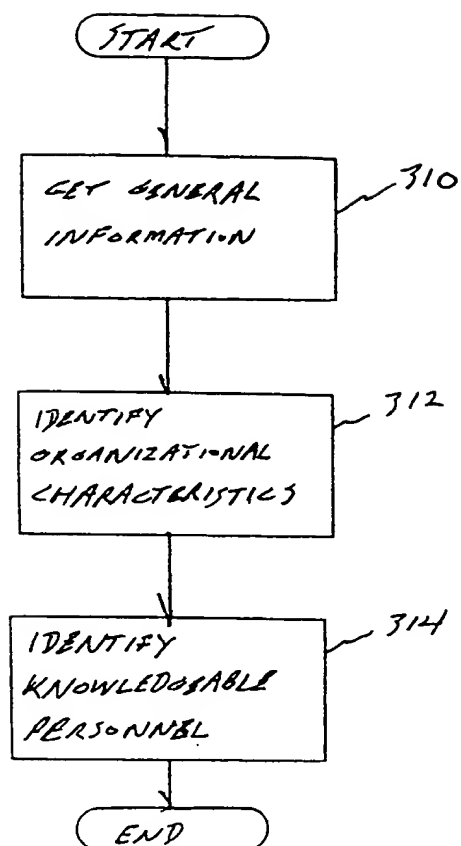 START
GET GENERAL
INFORMATION
310
IDENTIFY
ORGANIZATIONAL
CHARACTERISTICS
312
IDENTIFY
KNOWLEDGEABLE
PERSONNEL
314
END